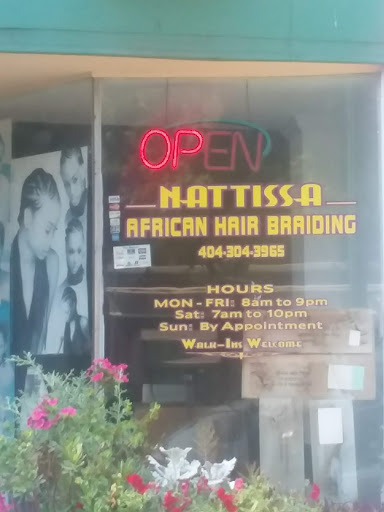 OPEN
NATTISSA
AFRICAN HAIR BRAIDING
404-304-3965
HOURS
MON - FRI: 8am to 9pm
Sat: 7am to 10pm
Sun: By Appointment
Walk-Ins Welcome